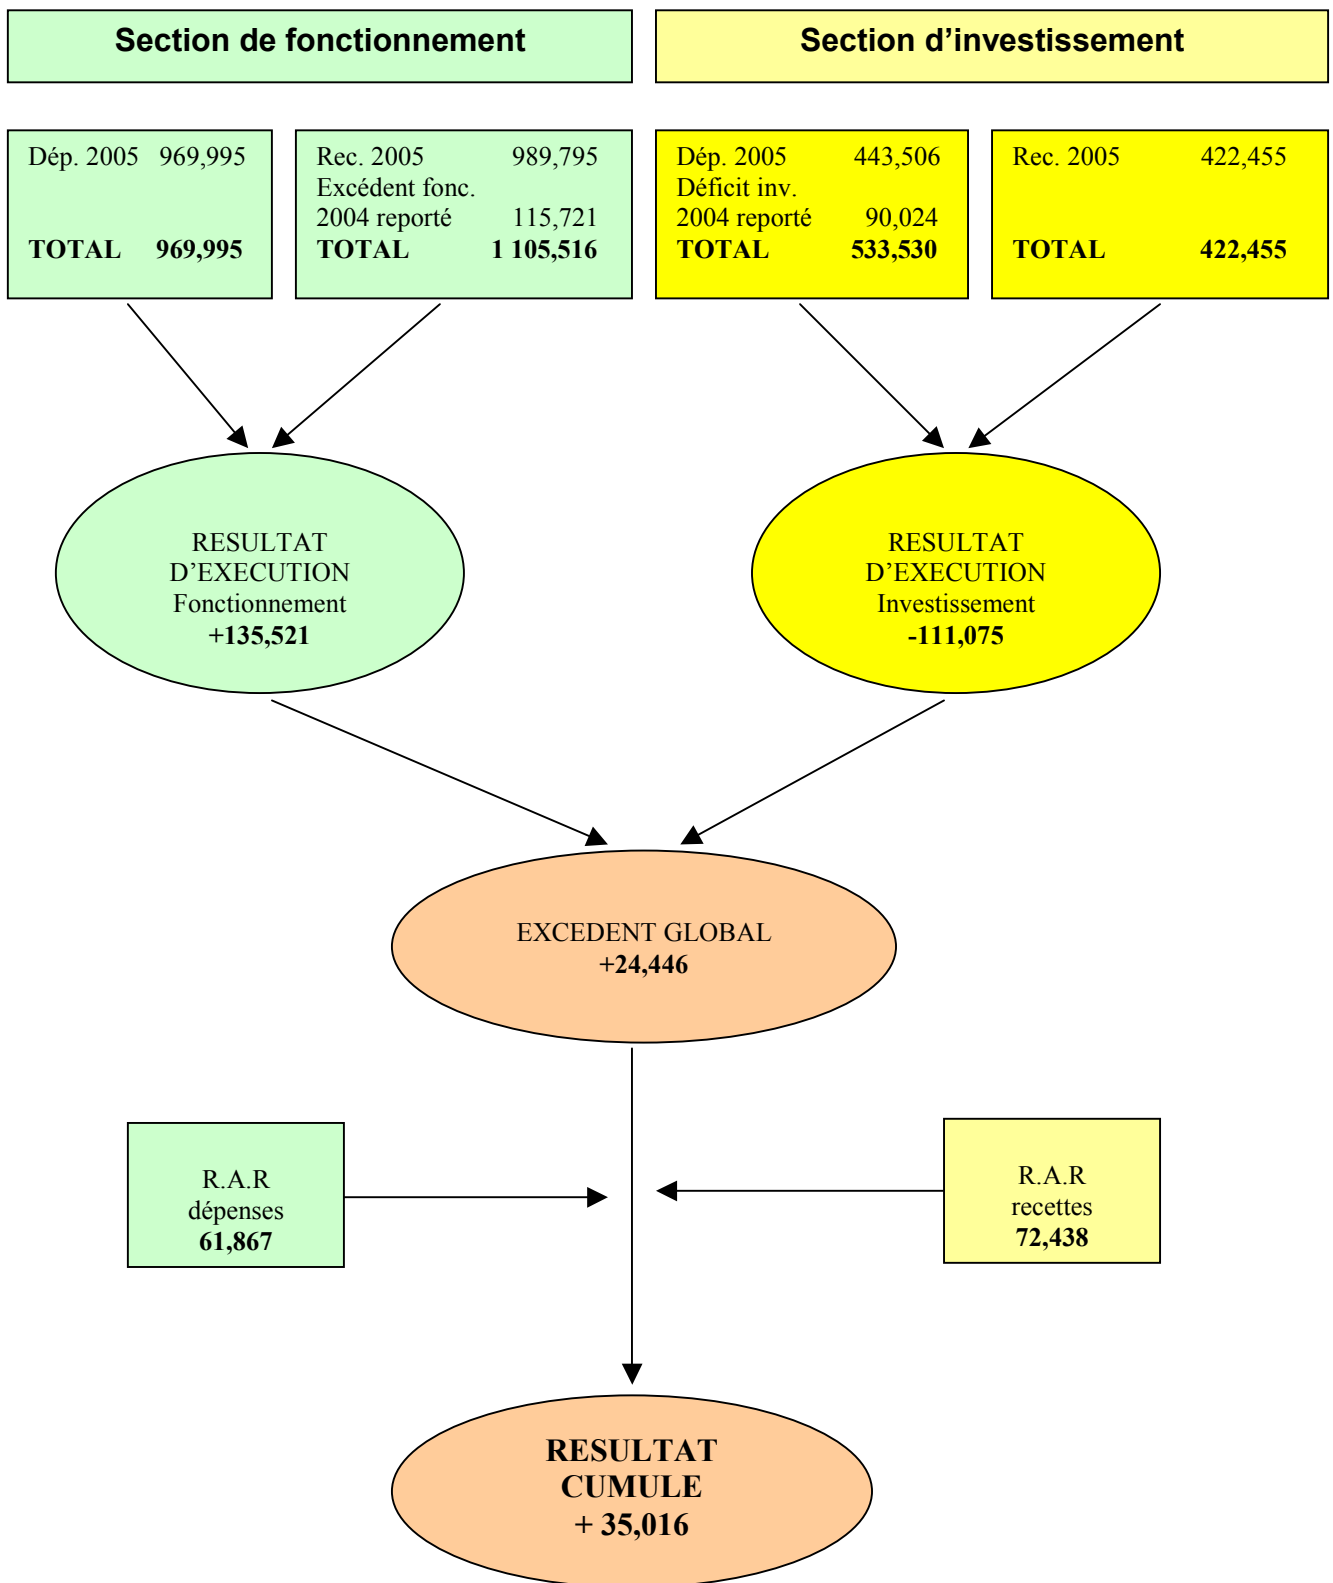 Section de fonctionnement
Section d'investissement
Dép. 2005 969,995
TOTAL 969,995
Rec. 2005 989,795
Excédent fonc.
2004 reporté 115,721
TOTAL 1 105,516
Dép. 2005 443,506
Déficit inv.
2004 reporté 90,024
TOTAL 533,530
Rec. 2005 422,455
TOTAL 422,455
RESULTAT
D'EXECUTION
Fonctionnement
+135,521
RESULTAT
D'EXECUTION
Investissement
-111,075
EXCEDENT GLOBAL
+24,446
R.A.R
dépenses
61,867
R.A.R
recettes
72,438
RESULTAT
CUMULE
+ 35,016